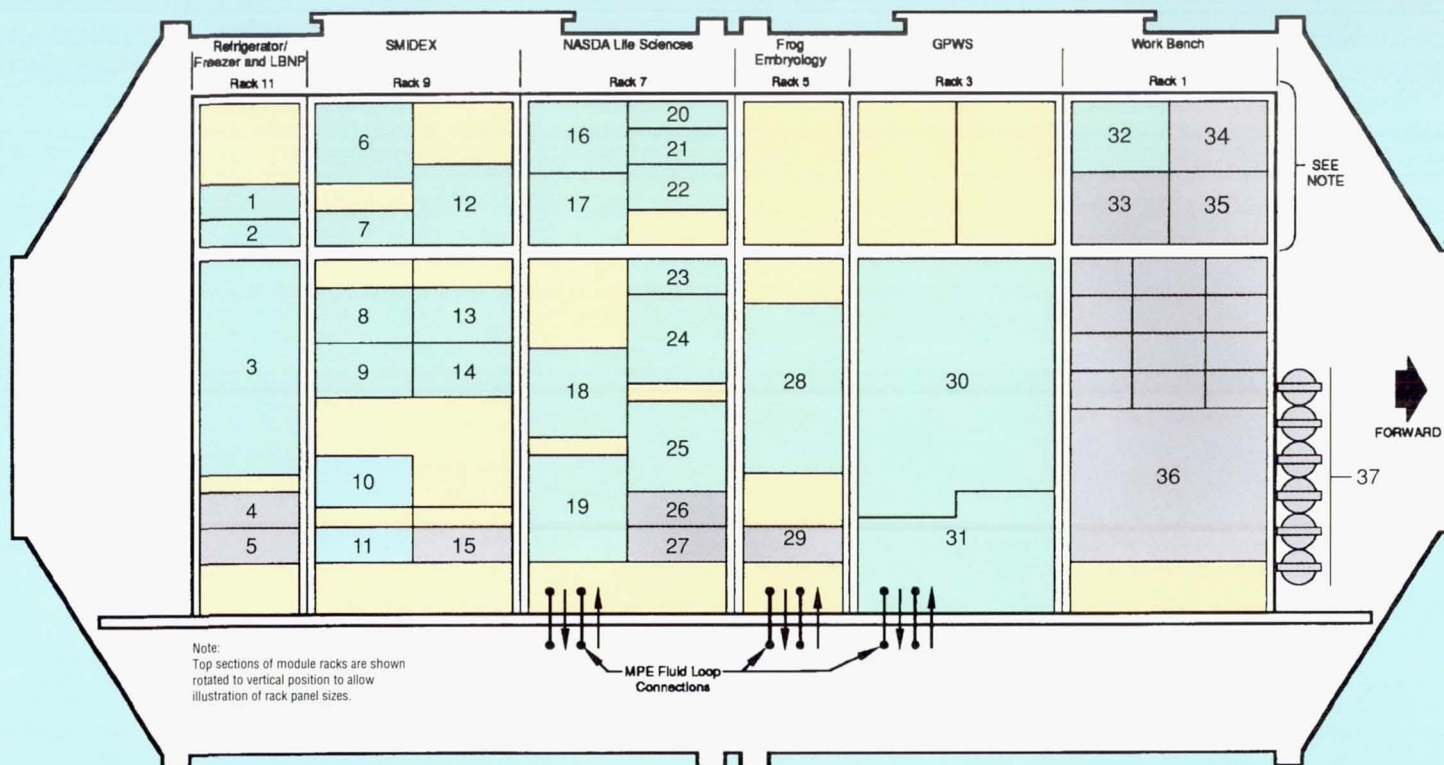 Refrigerator/
Freezer and LBNP
Rack 11
SMIDEX
Rack 9
NASDA Life Sciences
Rack 7
Frog
Embryology
Rack 5
GPWS
Rack 3
Work Bench
Rack 1
1
2
3
4
5
6
7
8
9
10
11
12
13
14
15
16
17
18
19
20
21
22
23
24
25
26
27
28
29
30
31
32
33
34
35
36
37
SEE
NOTE
FORWARD
MPE Fluid Loop
Connections
Note:
Top sections of module racks are shown
rotated to vertical position to allow
illustration of rack panel sizes.